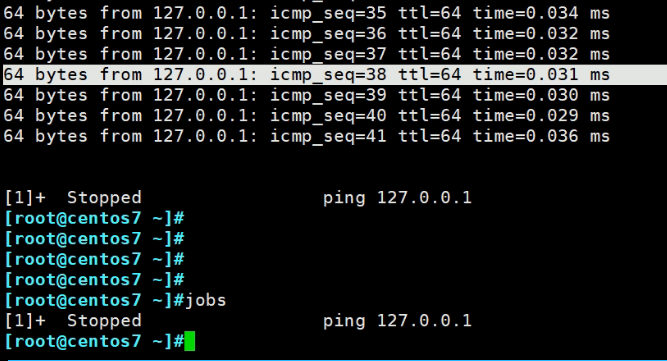 64 bytes from 127.0.0.1: icmp_seq=35 ttl=64 time=0.034 ms
64 bytes from 127.0.0.1: icmp_seq=36 ttl=64 time=0.032 ms
64 bytes from 127.0.0.1: icmp_seq=37 ttl=64 time=0.032 ms
64 bytes from 127.0.0.1: icmp_seq=38 ttl=64 time=0.031 ms
64 bytes from 127.0.0.1: icmp_seq=39 ttl=64 time=0.030 ms
64 bytes from 127.0.0.1: icmp_seq=40 ttl=64 time=0.029 ms
64 bytes from 127.0.0.1: icmp_seq=41 ttl=64 time=0.036 ms
[1]+  Stopped                 ping 127.0.0.1
[root@centos7 ~]#
[root@centos7 ~]#
[root@centos7 ~]#
[root@centos7 ~]#
[root@centos7 ~]#jobs
[1]+  Stopped                 ping 127.0.0.1
[root@centos7 ~]#